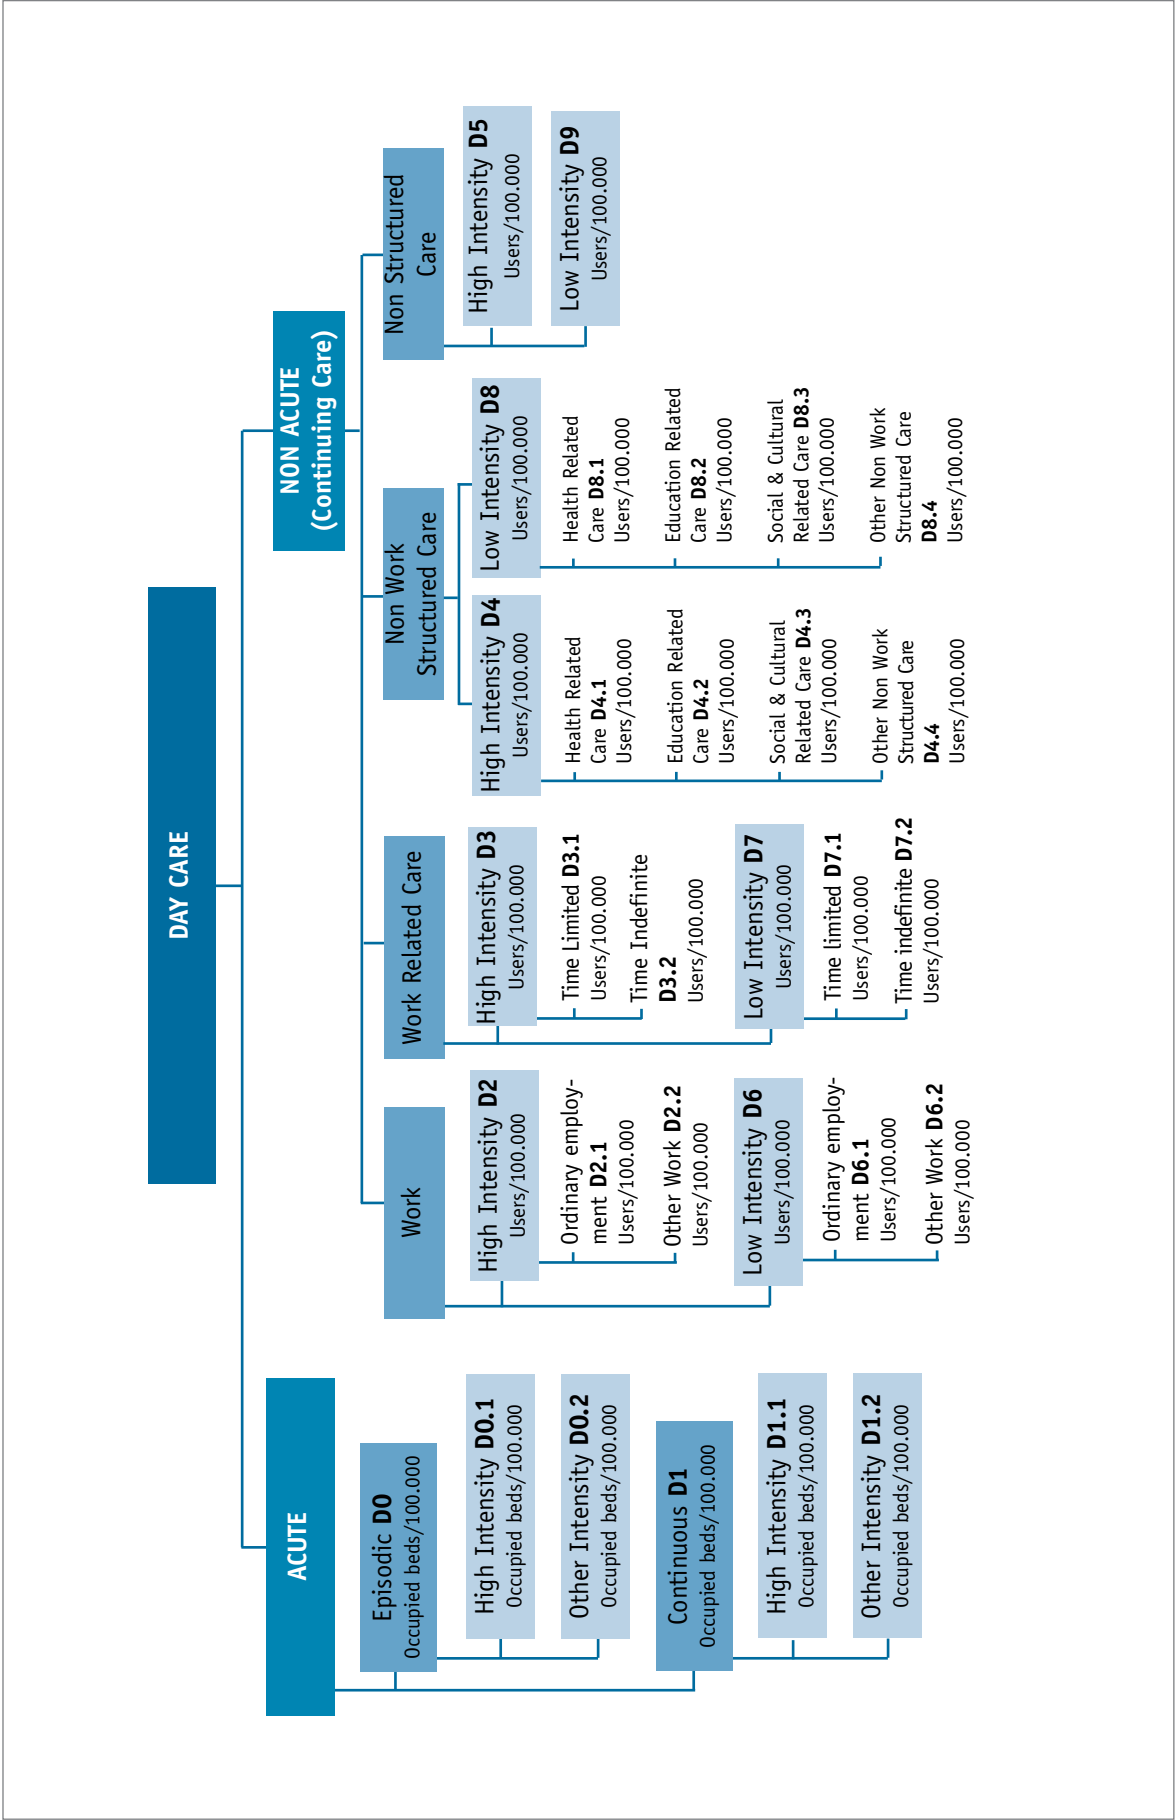 DAY CARE
ACUTE
Episodic D0
Occupied beds/100.000
High Intensity D0.1
Occupied beds/100.000
Other Intensity D0.2
Occupied beds/100.000
Continuous D1
Occupied beds/100.000
High Intensity D1.1
Occupied beds/100.000
Other Intensity D1.2
Occupied beds/100.000
NON ACUTE
(Continuing Care)
Work
High Intensity D2
Users/100.000
Ordinary employ-
ment D2.1
Users/100.000
Other Work D2.2
Users/100.000
Low Intensity D6
Users/100.000
Ordinary employ-
ment D6.1
Users/100.000
Other Work D6.2
Users/100.000
Work Related Care
High Intensity D3
Users/100.000
Time Limited D3.1
Users/100.000
Time Indefinite
D3.2
Users/100.000
Low Intensity D7
Users/100.000
Time limited D7.1
Users/100.000
Time indefinite D7.2
Users/100.000
Non Work
Structured Care
High Intensity D4
Users/100.000
Health Related
Care D4.1
Users/100.000
Education Related
Care D4.2
Users/100.000
Social & Cultural
Related Care D4.3
Users/100.000
Other Non Work
Structured Care
D4.4
Users/100.000
Low Intensity D8
Users/100.000
Health Related
Care D8.1
Users/100.000
Education Related
Care D8.2
Users/100.000
Social & Cultural
Related Care D8.3
Users/100.000
Other Non Work
Structured Care
D8.4
Users/100.000
Non Structured
Care
High Intensity D5
Users/100.000
Low Intensity D9
Users/100.000